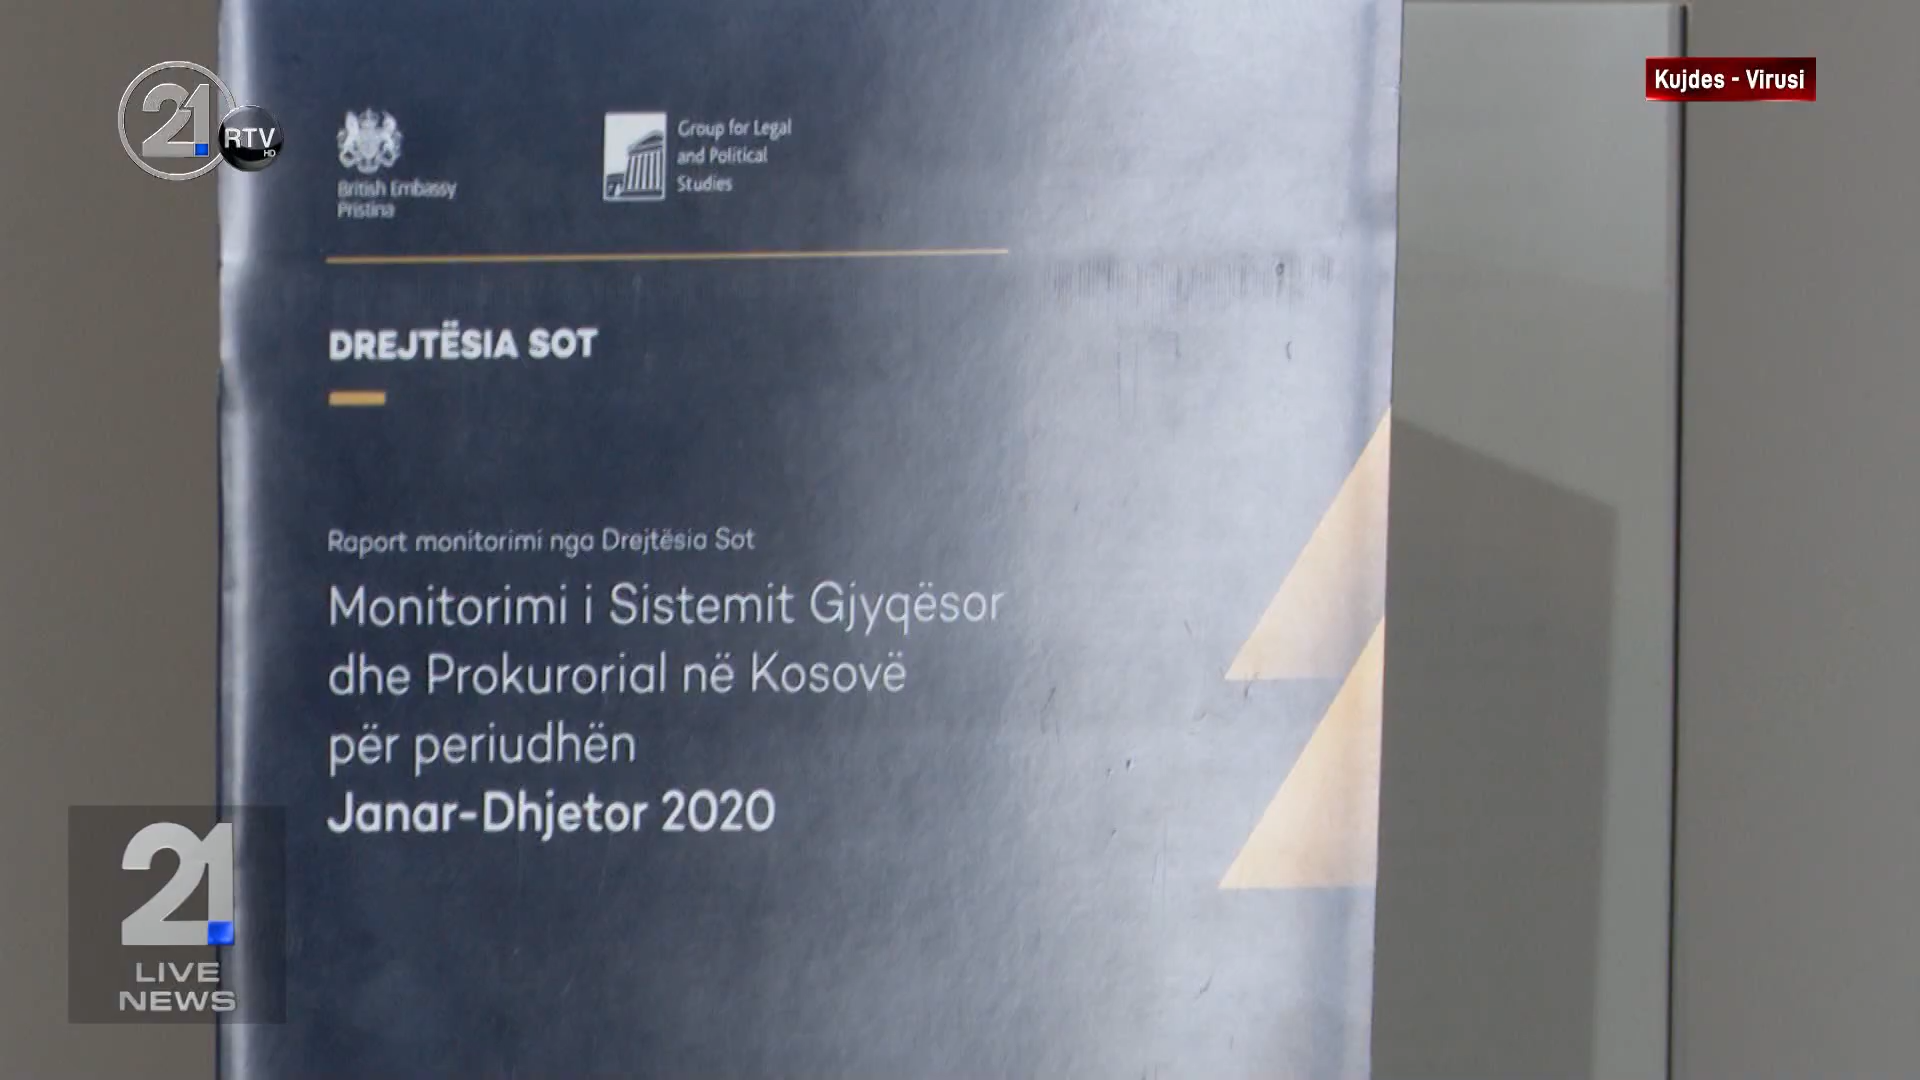 21
RTV
HD
Kujdes - Virusi
British Embassy
Pristina
Group for Legal
and Political
Studies
DREJTËSIA SOT
Raport monitorimi nga Drejtësia Sot
Monitorimi i Sistemit Gjyqësor
dhe Prokurorial në Kosovë
për periudhën
Janar-Dhjetor 2020
21
LIVE
NEWS